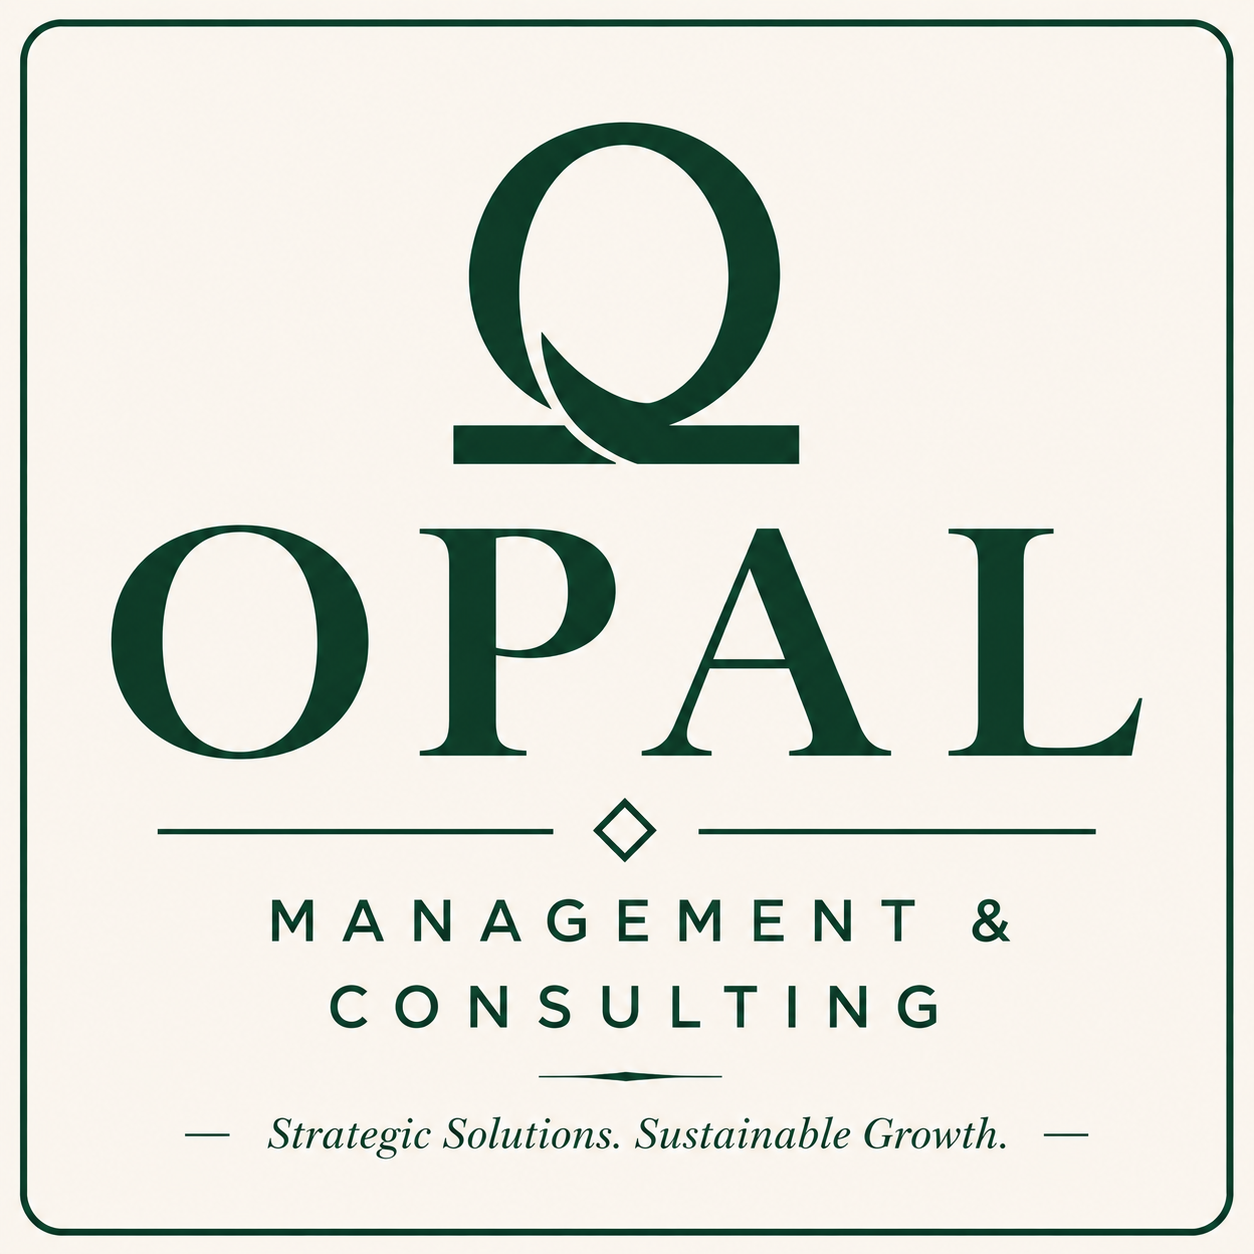 OPAL
MANAGEMENT &
CONSULTING
— Strategic Solutions. Sustainable Growth. —